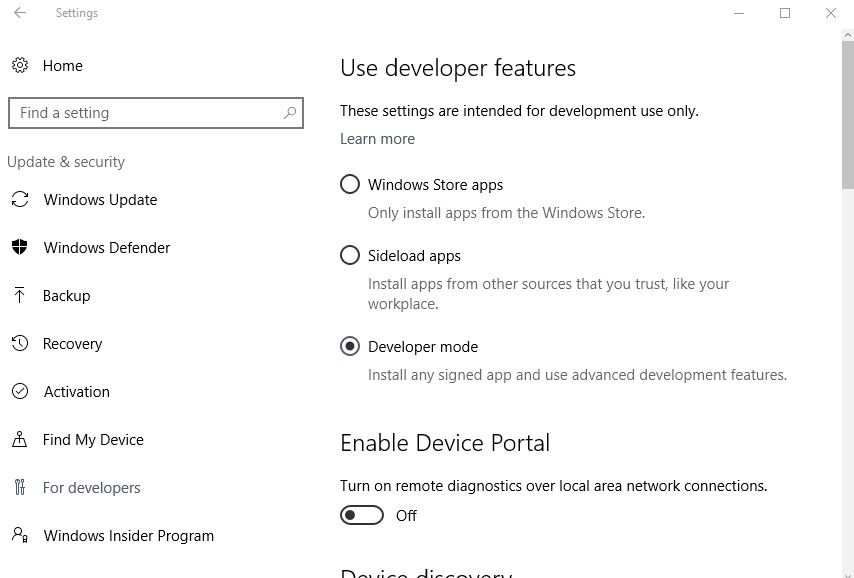 Settings
Home
Find a setting
Update & security
Windows Update
Windows Defender
Backup
Recovery
Activation
Find My Device
For developers
Windows Insider Program
Use developer features
These settings are intended for development use only.
Learn more
Windows Store apps
Only install apps from the Windows Store.
Sideload apps
Install apps from other sources that you trust, like your
workplace.
Developer mode
Install any signed app and use advanced development features.
Enable Device Portal
Turn on remote diagnostics over local area network connections.
Off
Device discovery